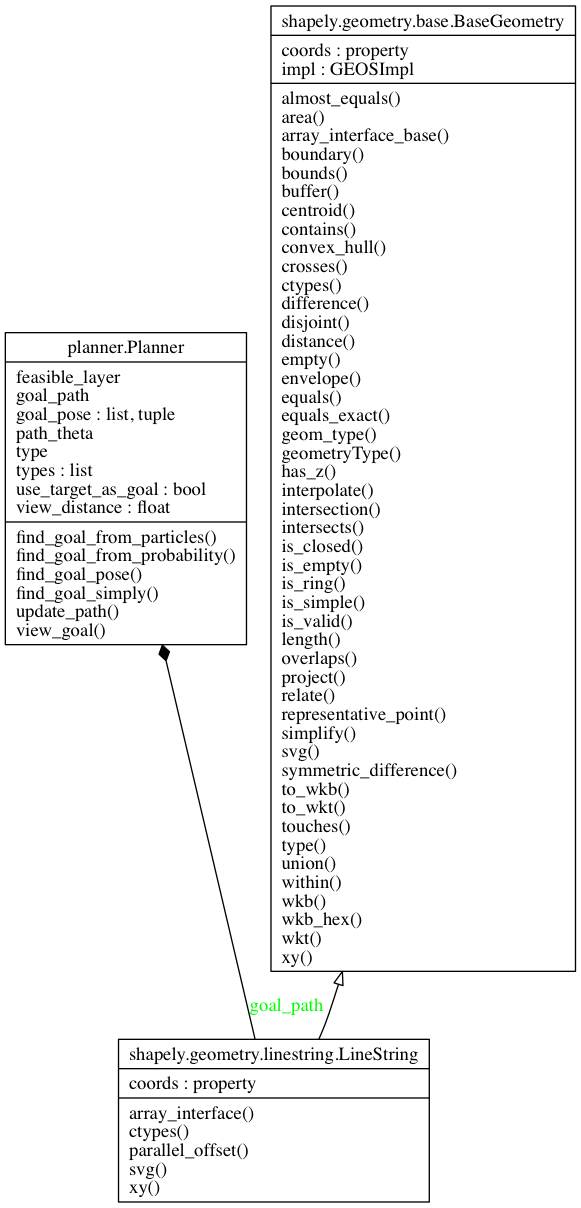 shapely.geometry.base.BaseGeometry
coords : property
impl : GEOSImpl
almost_equals()
area()
array_interface_base()
boundary()
bounds()
buffer()
centroid()
contains()
convex_hull()
crosses()
ctypes()
difference()
disjoint()
distance()
empty()
envelope()
equals()
equals_exact()
geom_type()
geometryType()
has_z()
interpolate()
intersection()
intersects()
is_closed()
is_empty()
is_ring()
is_simple()
is_valid()
length()
overlaps()
project()
relate()
representative_point()
simplify()
svg()
symmetric_difference()
to_wkb()
to_wkt()
touches()
type()
union()
within()
wkb()
wkb_hex()
wkt()
xy()
planner.Planner
feasible_layer
goal_path
goal_pose : list, tuple
path_theta
type
types : list
use_target_as_goal : bool
view_distance : float
find_goal_from_particles()
find_goal_from_probability()
find_goal_pose()
find_goal_simply()
update_path()
view_goal()
goal_path
shapely.geometry.linestring.LineString
coords : property
array_interface()
ctypes()
parallel_offset()
svg()
xy()